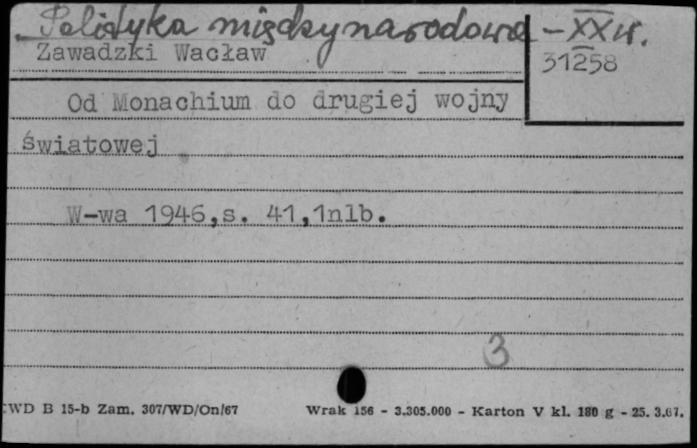 Polityka międzynarodowa - XX w.
Zawadzki Wacław
31258
Od Monachium do drugiej wojny
światowej
W-wa 1946,s. 41,1nlb.
3
WD B 15-b Zam. 307/WD/On/67 Wrak 156 - 3.305.000 - Karton V kl. 180 g - 25. 3.67.